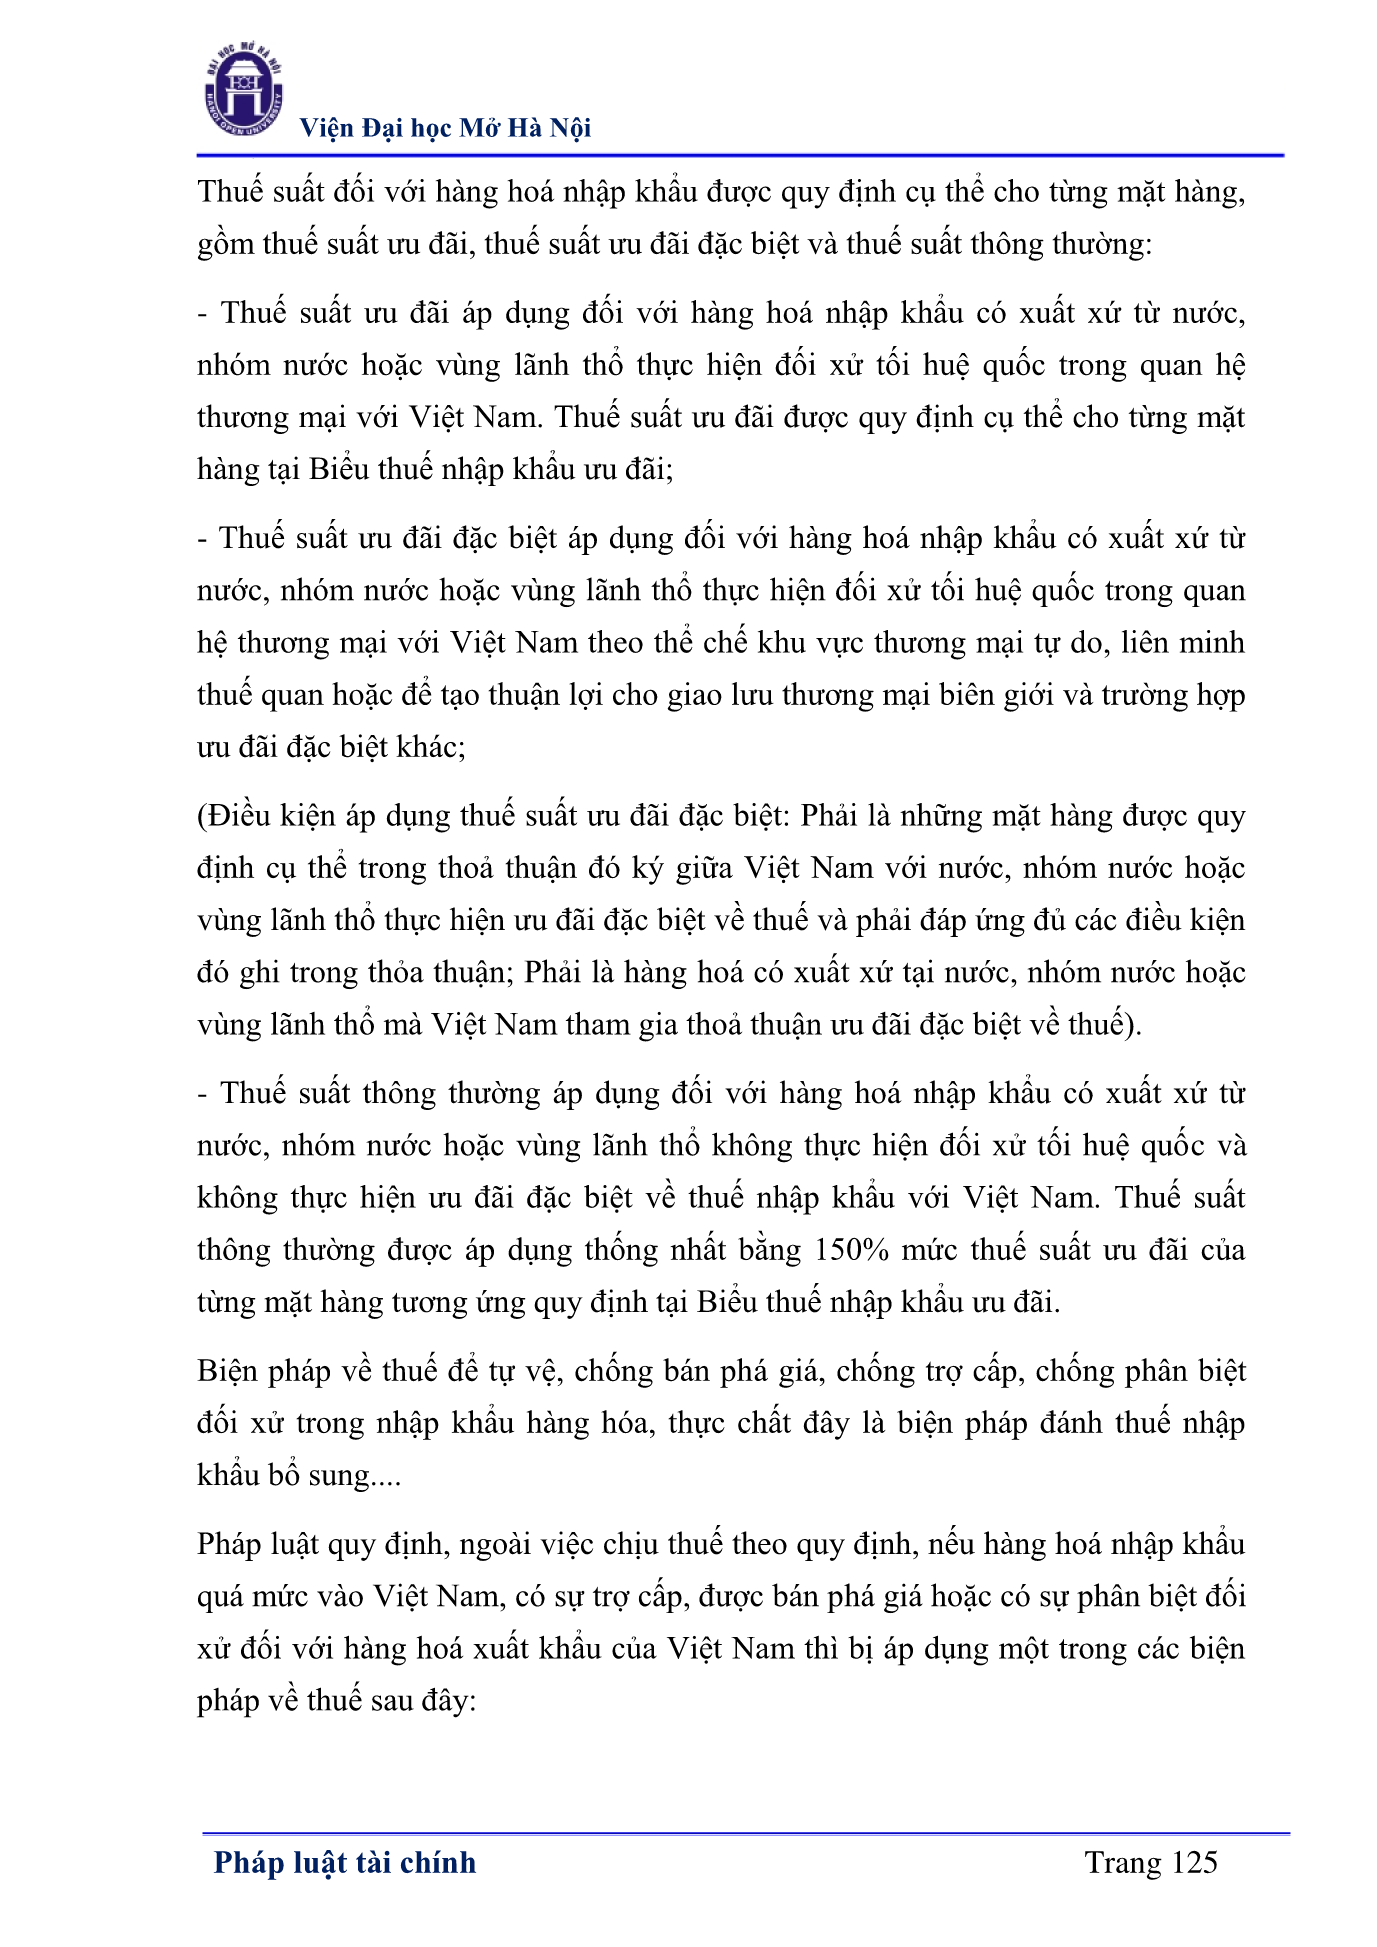 ĐẠI HỌC MỞ HÀ NỘI
HANOI OPEN UNIVERSITY
Viện Đại học Mở Hà Nội
Thuế suất đối với hàng hoá nhập khẩu được quy định cụ thể cho từng mặt hàng,
gồm thuế suất ưu đãi, thuế suất ưu đãi đặc biệt và thuế suất thông thường:
- Thuế suất ưu đãi áp dụng đối với hàng hoá nhập khẩu có xuất xứ từ nước,
nhóm nước hoặc vùng lãnh thổ thực hiện đối xử tối huệ quốc trong quan hệ
thương mại với Việt Nam. Thuế suất ưu đãi được quy định cụ thể cho từng mặt
hàng tại Biểu thuế nhập khẩu ưu đãi;
- Thuế suất ưu đãi đặc biệt áp dụng đối với hàng hoá nhập khẩu có xuất xứ từ
nước, nhóm nước hoặc vùng lãnh thổ thực hiện đối xử tối huệ quốc trong quan
hệ thương mại với Việt Nam theo thể chế khu vực thương mại tự do, liên minh
thuế quan hoặc để tạo thuận lợi cho giao lưu thương mại biên giới và trường hợp
ưu đãi đặc biệt khác;
(Điều kiện áp dụng thuế suất ưu đãi đặc biệt: Phải là những mặt hàng được quy
định cụ thể trong thoả thuận đó ký giữa Việt Nam với nước, nhóm nước hoặc
vùng lãnh thổ thực hiện ưu đãi đặc biệt về thuế và phải đáp ứng đủ các điều kiện
đó ghi trong thỏa thuận; Phải là hàng hoá có xuất xứ tại nước, nhóm nước hoặc
vùng lãnh thổ mà Việt Nam tham gia thoả thuận ưu đãi đặc biệt về thuế).
- Thuế suất thông thường áp dụng đối với hàng hoá nhập khẩu có xuất xứ từ
nước, nhóm nước hoặc vùng lãnh thổ không thực hiện đối xử tối huệ quốc và
không thực hiện ưu đãi đặc biệt về thuế nhập khẩu với Việt Nam. Thuế suất
thông thường được áp dụng thống nhất bằng 150% mức thuế suất ưu đãi của
từng mặt hàng tương ứng quy định tại Biểu thuế nhập khẩu ưu đãi.
Biện pháp về thuế để tự vệ, chống bán phá giá, chống trợ cấp, chống phân biệt
đối xử trong nhập khẩu hàng hóa, thực chất đây là biện pháp đánh thuế nhập
khẩu bổ sung....
Pháp luật quy định, ngoài việc chịu thuế theo quy định, nếu hàng hoá nhập khẩu
quá mức vào Việt Nam, có sự trợ cấp, được bán phá giá hoặc có sự phân biệt đối
xử đối với hàng hoá xuất khẩu của Việt Nam thì bị áp dụng một trong các biện
pháp về thuế sau đây:
Pháp luật tài chính Trang 125